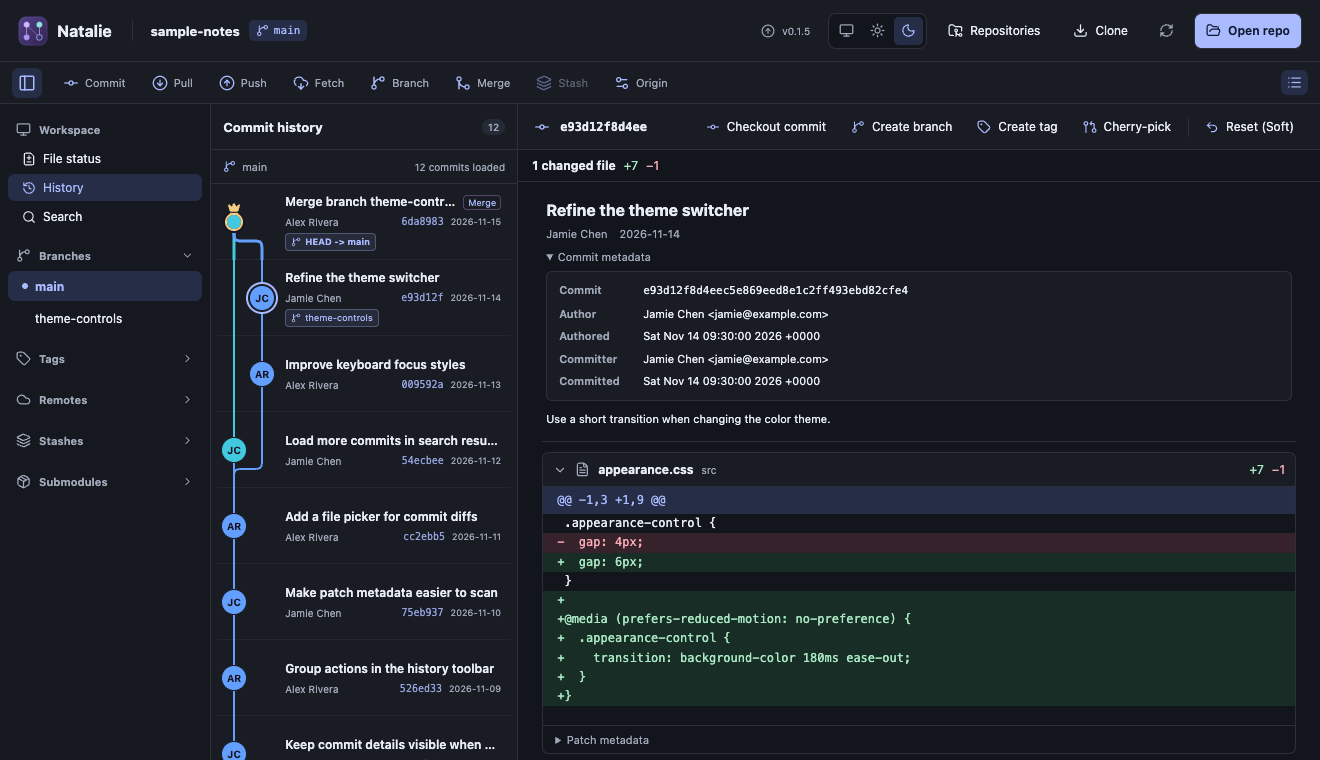 Natalie
sample-notes main
v0.1.5
Repositories
Clone
Open repo
Commit Pull Push Fetch Branch Merge Stash Origin
Workspace
File status
History
Search
Branches
main
theme-controls
Tags
Remotes
Stashes
Submodules
Commit history 12
main 12 commits loaded
Merge branch theme-contr... Merge
Alex Rivera 6da8983 2026-11-15
HEAD -> main
JC
Refine the theme switcher
Jamie Chen e93d12f 2026-11-14
theme-controls
AR
Improve keyboard focus styles
Alex Rivera 009592a 2026-11-13
JC
Load more commits in search resu...
Jamie Chen 54ecbee 2026-11-12
AR
Add a file picker for commit diffs
Alex Rivera cc2ebb5 2026-11-11
JC
Make patch metadata easier to scan
Jamie Chen 75eb937 2026-11-10
AR
Group actions in the history toolbar
Alex Rivera 526ed33 2026-11-09
JC
Keep commit details visible when ...
e93d12f8d4ee Checkout commit Create branch Create tag Cherry-pick Reset (Soft)
1 changed file +7 −1
Refine the theme switcher
Jamie Chen 2026-11-14
▼ Commit metadata
Commit e93d12f8d4eec5e869eed8e1c2ff493ebd82cfe4
Author Jamie Chen <jamie@example.com>
Authored Sat Nov 14 09:30:00 2026 +0000
Committer Jamie Chen <jamie@example.com>
Committed Sat Nov 14 09:30:00 2026 +0000
Use a short transition when changing the color theme.
appearance.css src +7 −1
@@ −1,3 +1,9 @@
.appearance-control {
−  gap: 4px;
+  gap: 6px;
}
+
+@media (prefers-reduced-motion: no-preference) {
+  .appearance-control {
+    transition: background-color 180ms ease-out;
+  }
+}
▶ Patch metadata